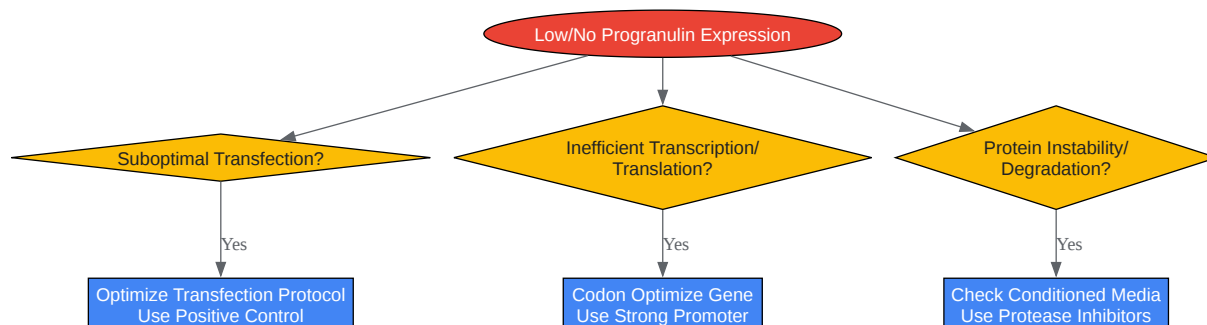 Low/No Progranulin Expression
Suboptimal Transfection?
Inefficient Transcription/
Translation?
Protein Instability/
Degradation?
Yes
Yes
Yes
Optimize Transfection Protocol
Use Positive Control
Codon Optimize Gene
Use Strong Promoter
Check Conditioned Media
Use Protease Inhibitors